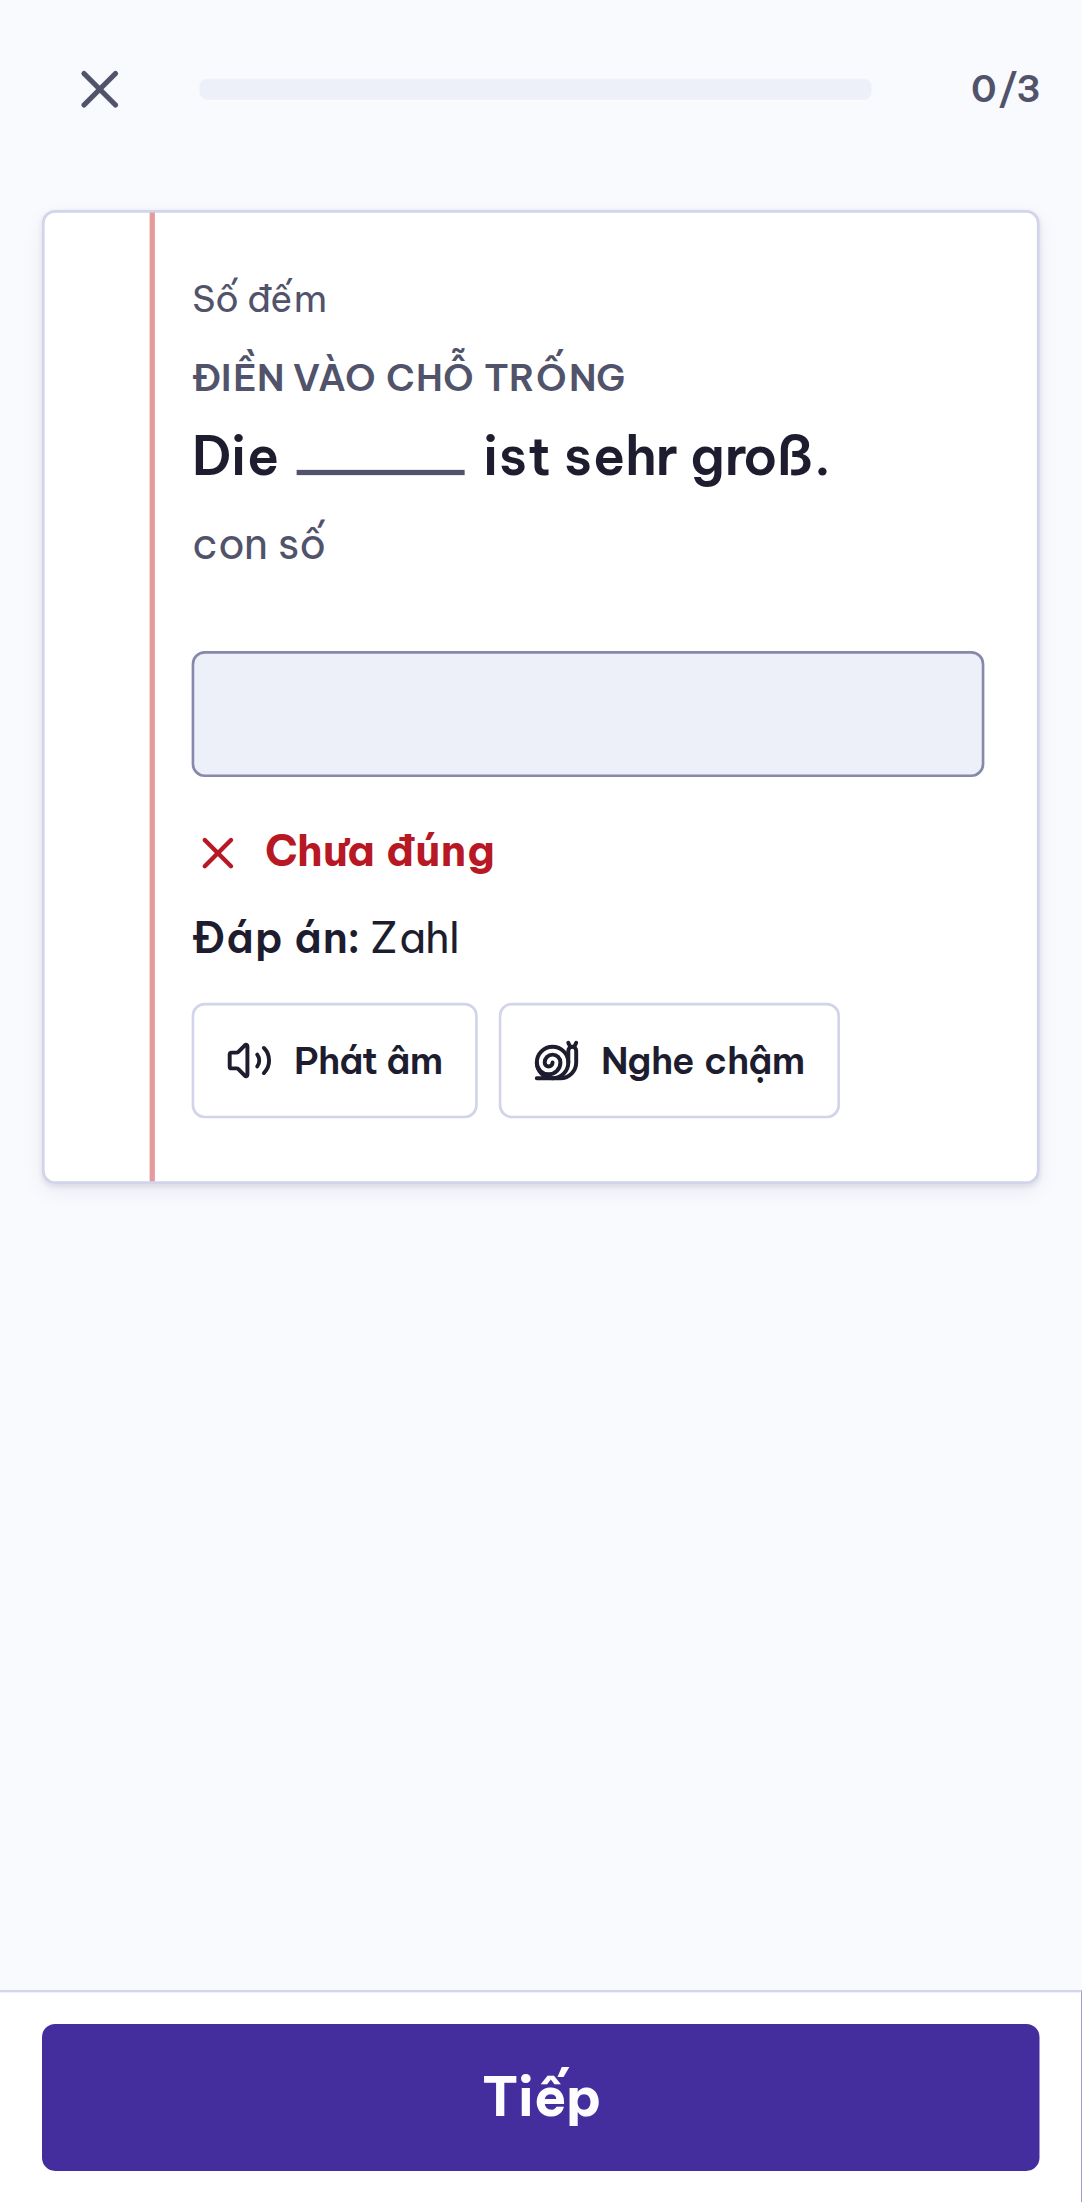 0/3
Số đếm
ĐIỀN VÀO CHỖ TRỐNG
Die ______ ist sehr groß.
con số
Chưa đúng
Đáp án: Zahl
Phát âm
Nghe chậm
Tiếp